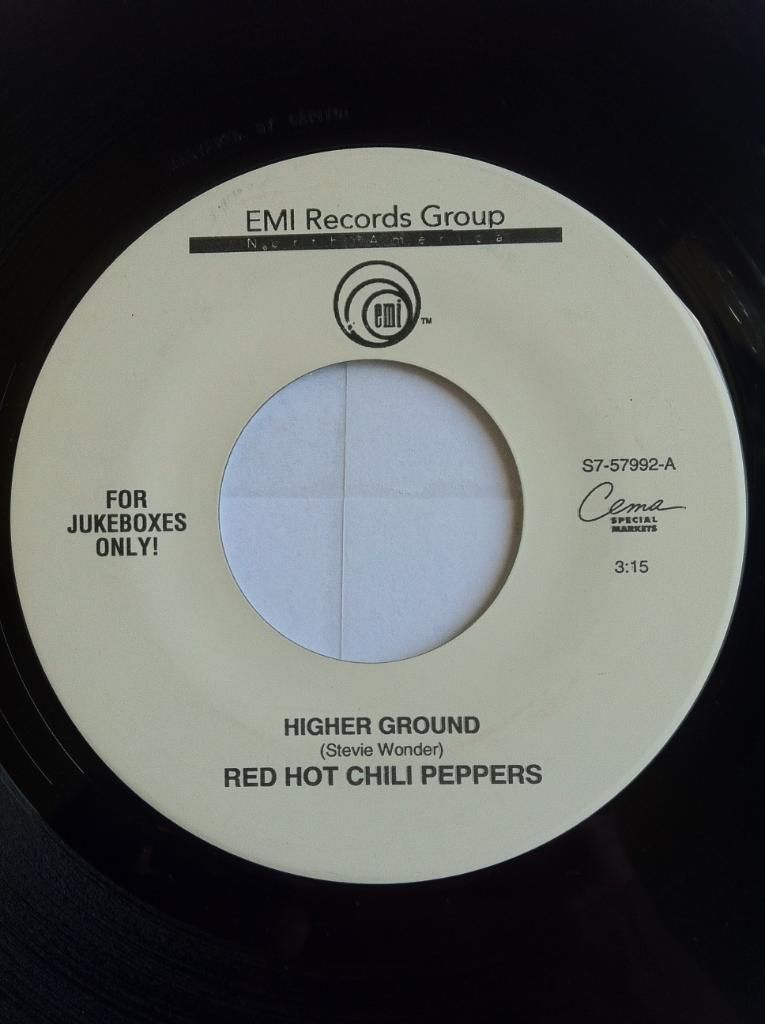 EMI Records Group
North America
emi ™
FOR
JUKEBOXES
ONLY!
S7-57992-A
Cema
SPECIAL
MARKETS
3:15
HIGHER GROUND
(Stevie Wonder)
RED HOT CHILI PEPPERS